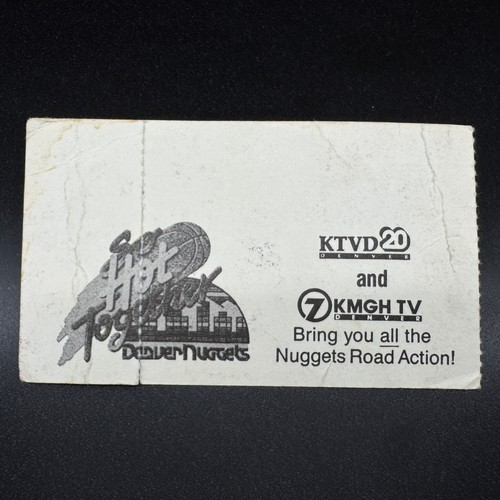 So
Hot
Together
Denver Nuggets
KTVD 20
DENVER
and
7 KMGH TV
DENVER
Bring you all the
Nuggets Road Action!